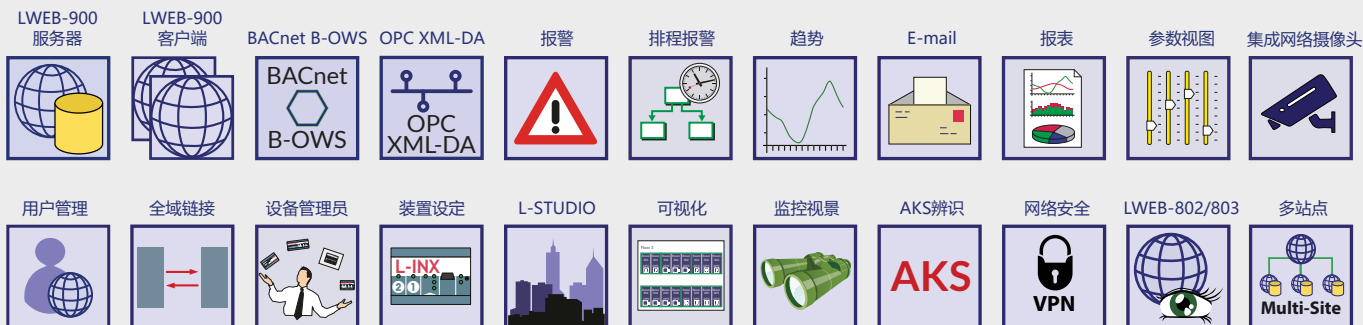 LWEB-900
服务器
LWEB-900
客户端
BACnet B-OWS
OPC XML-DA
报警
排程报警
趋势
E-mail
报表
参数视图
集成网络摄像头
BACnet
B-OWS
OPC
XML-DA
用户管理
全域链接
设备管理员
装置设定
L-STUDIO
可视化
监控视景
AKS辨识
网络安全
LWEB-802/803
多站点
L-INX
2 1
Floor 3
AKS
VPN
Multi-Site